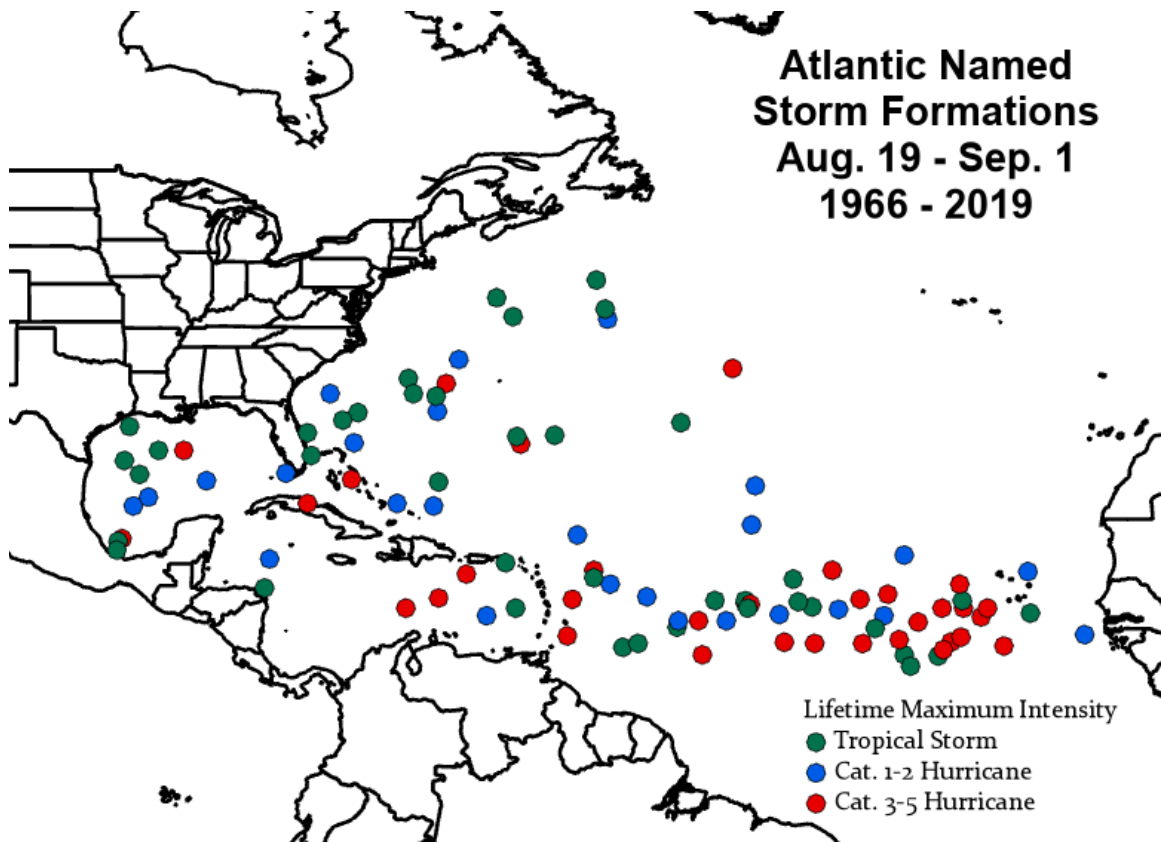 Atlantic Named
Storm Formations
Aug. 19 - Sep. 1
1966 - 2019
Lifetime Maximum Intensity
Tropical Storm
Cat. 1-2 Hurricane
Cat. 3-5 Hurricane